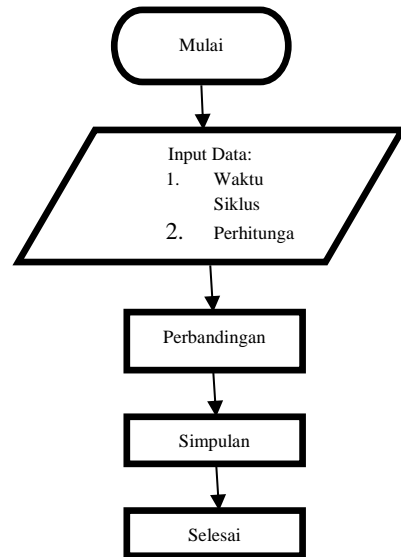 Mulai
Input Data:
1. Waktu
Siklus
2. Perhitunga
Perbandingan
Simpulan
Selesai